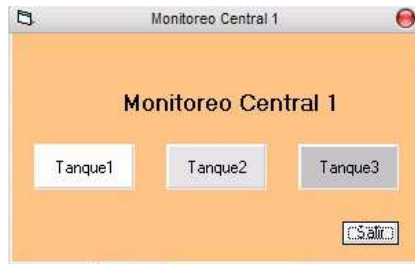 Monitoreo Central 1
Monitoreo Central 1
Tanque1 Tanque2 Tanque3
Salir